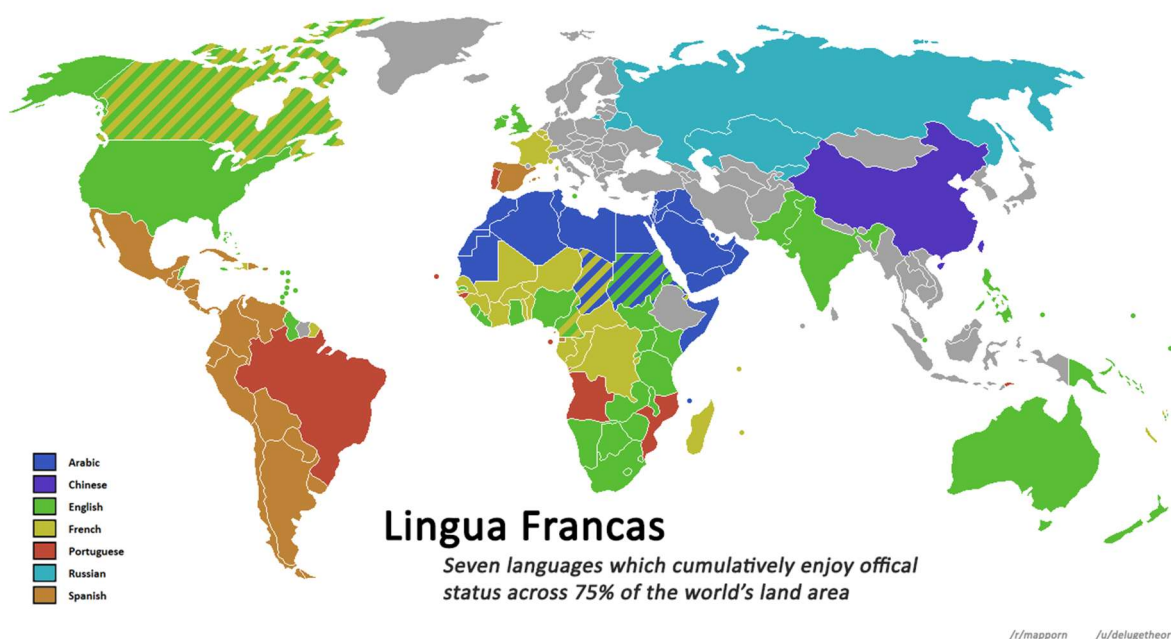 Arabic
Chinese
English
French
Portuguese
Russian
Spanish
Lingua Francas
Seven languages which cumulatively enjoy offical
status across 75% of the world's land area
/r/mapporn /u/delugetheory